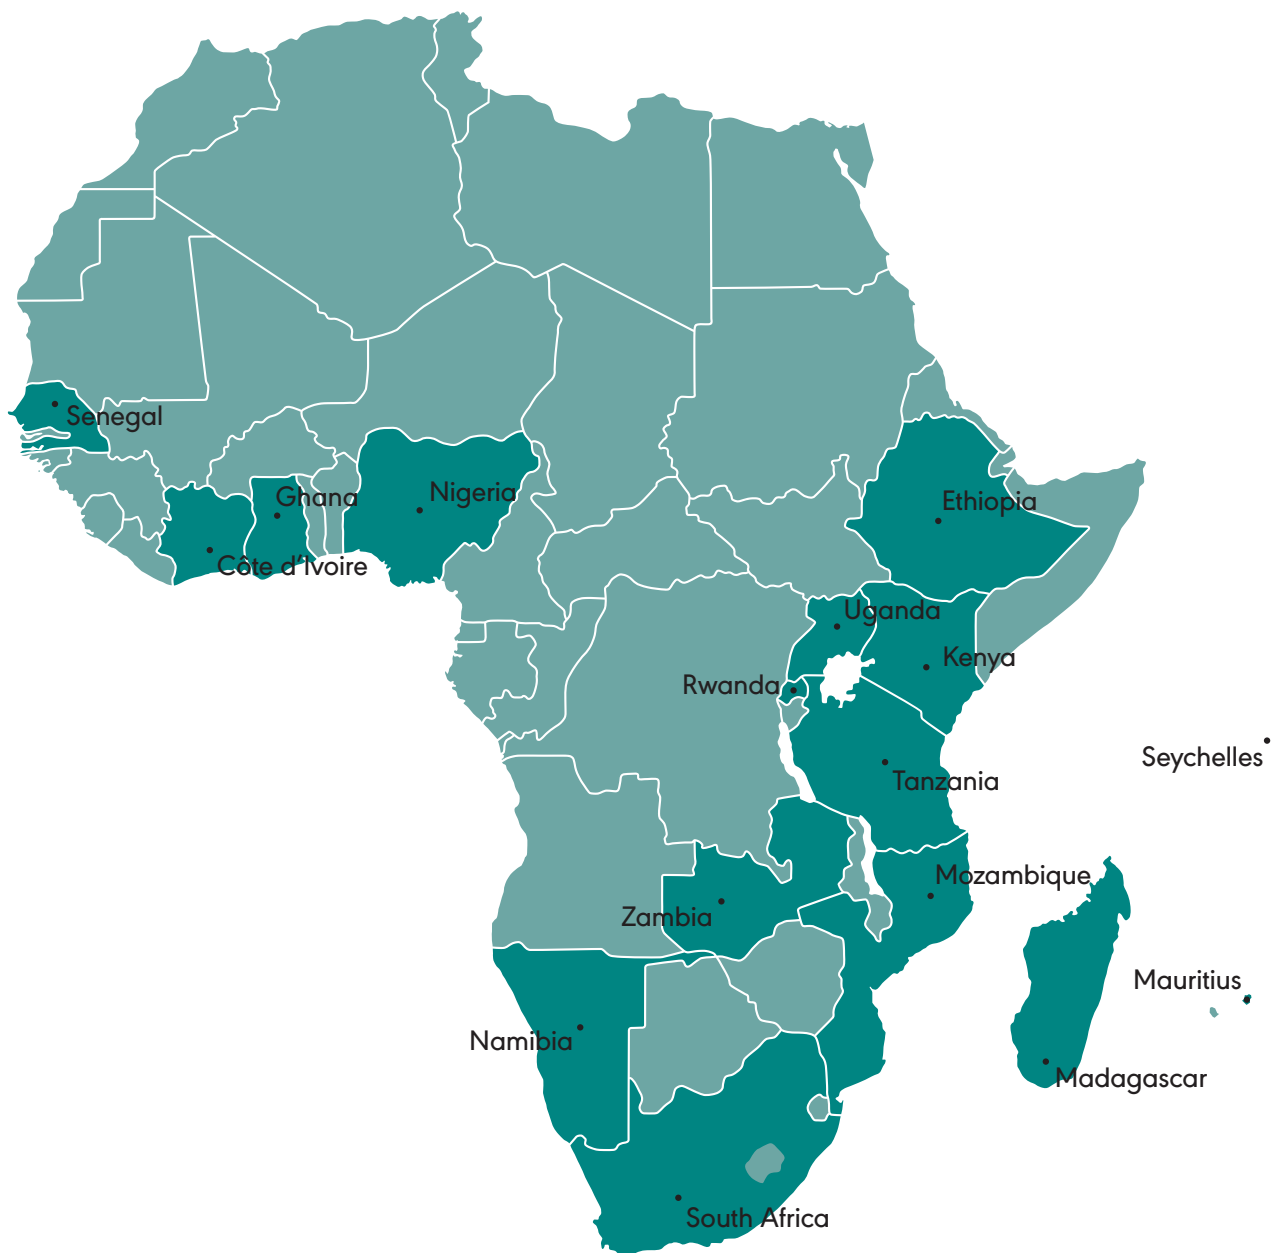 Senegal
Ghana
Nigeria
Ethiopia
Côte d'Ivoire
Uganda
Kenya
Rwanda
Seychelles
Tanzania
Mozambique
Zambia
Mauritius
Namibia
Madagascar
South Africa